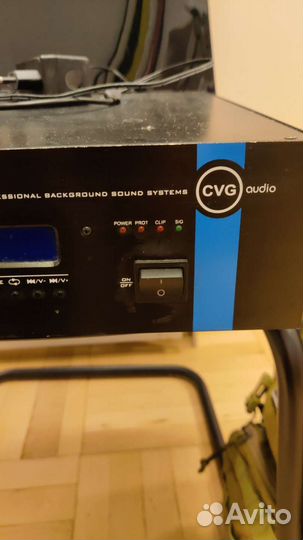 ESSIONAL BACKGROUND SOUND SYSTEMS
CVG audio
POWER PROT CLIP SIG
V- V+
ON
OFF
I
Avito